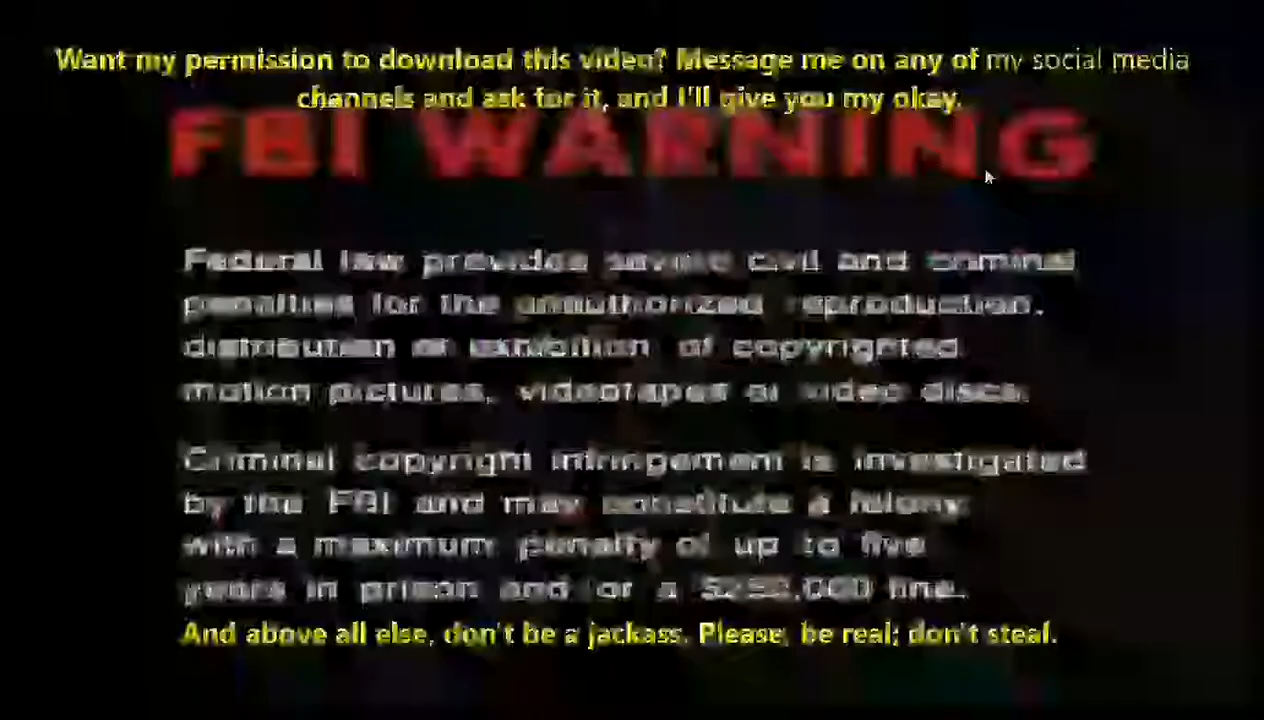 Want my permission to download this video? Message me on any of my social media
channels and ask for it, and I'll give you my okay.
FBI WARNING
Federal law provides severe civil and criminal
penalties for the unauthorized reproduction,
distribution or exhibition of copyrighted
motion pictures, videotapes or video discs.
Criminal copyright infringement is investigated
by the FBI and may constitute a felony
with a maximum penalty of up to five
years in prison and/or a $250,000 fine.
And above all else, don't be a jackass. Please, be real; don't steal.